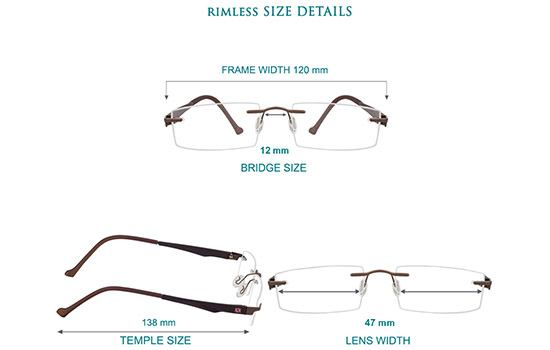 RIMLESS SIZE DETAILS
FRAME WIDTH 120 mm
12 mm
BRIDGE SIZE
138 mm
TEMPLE SIZE
47 mm
LENS WIDTH